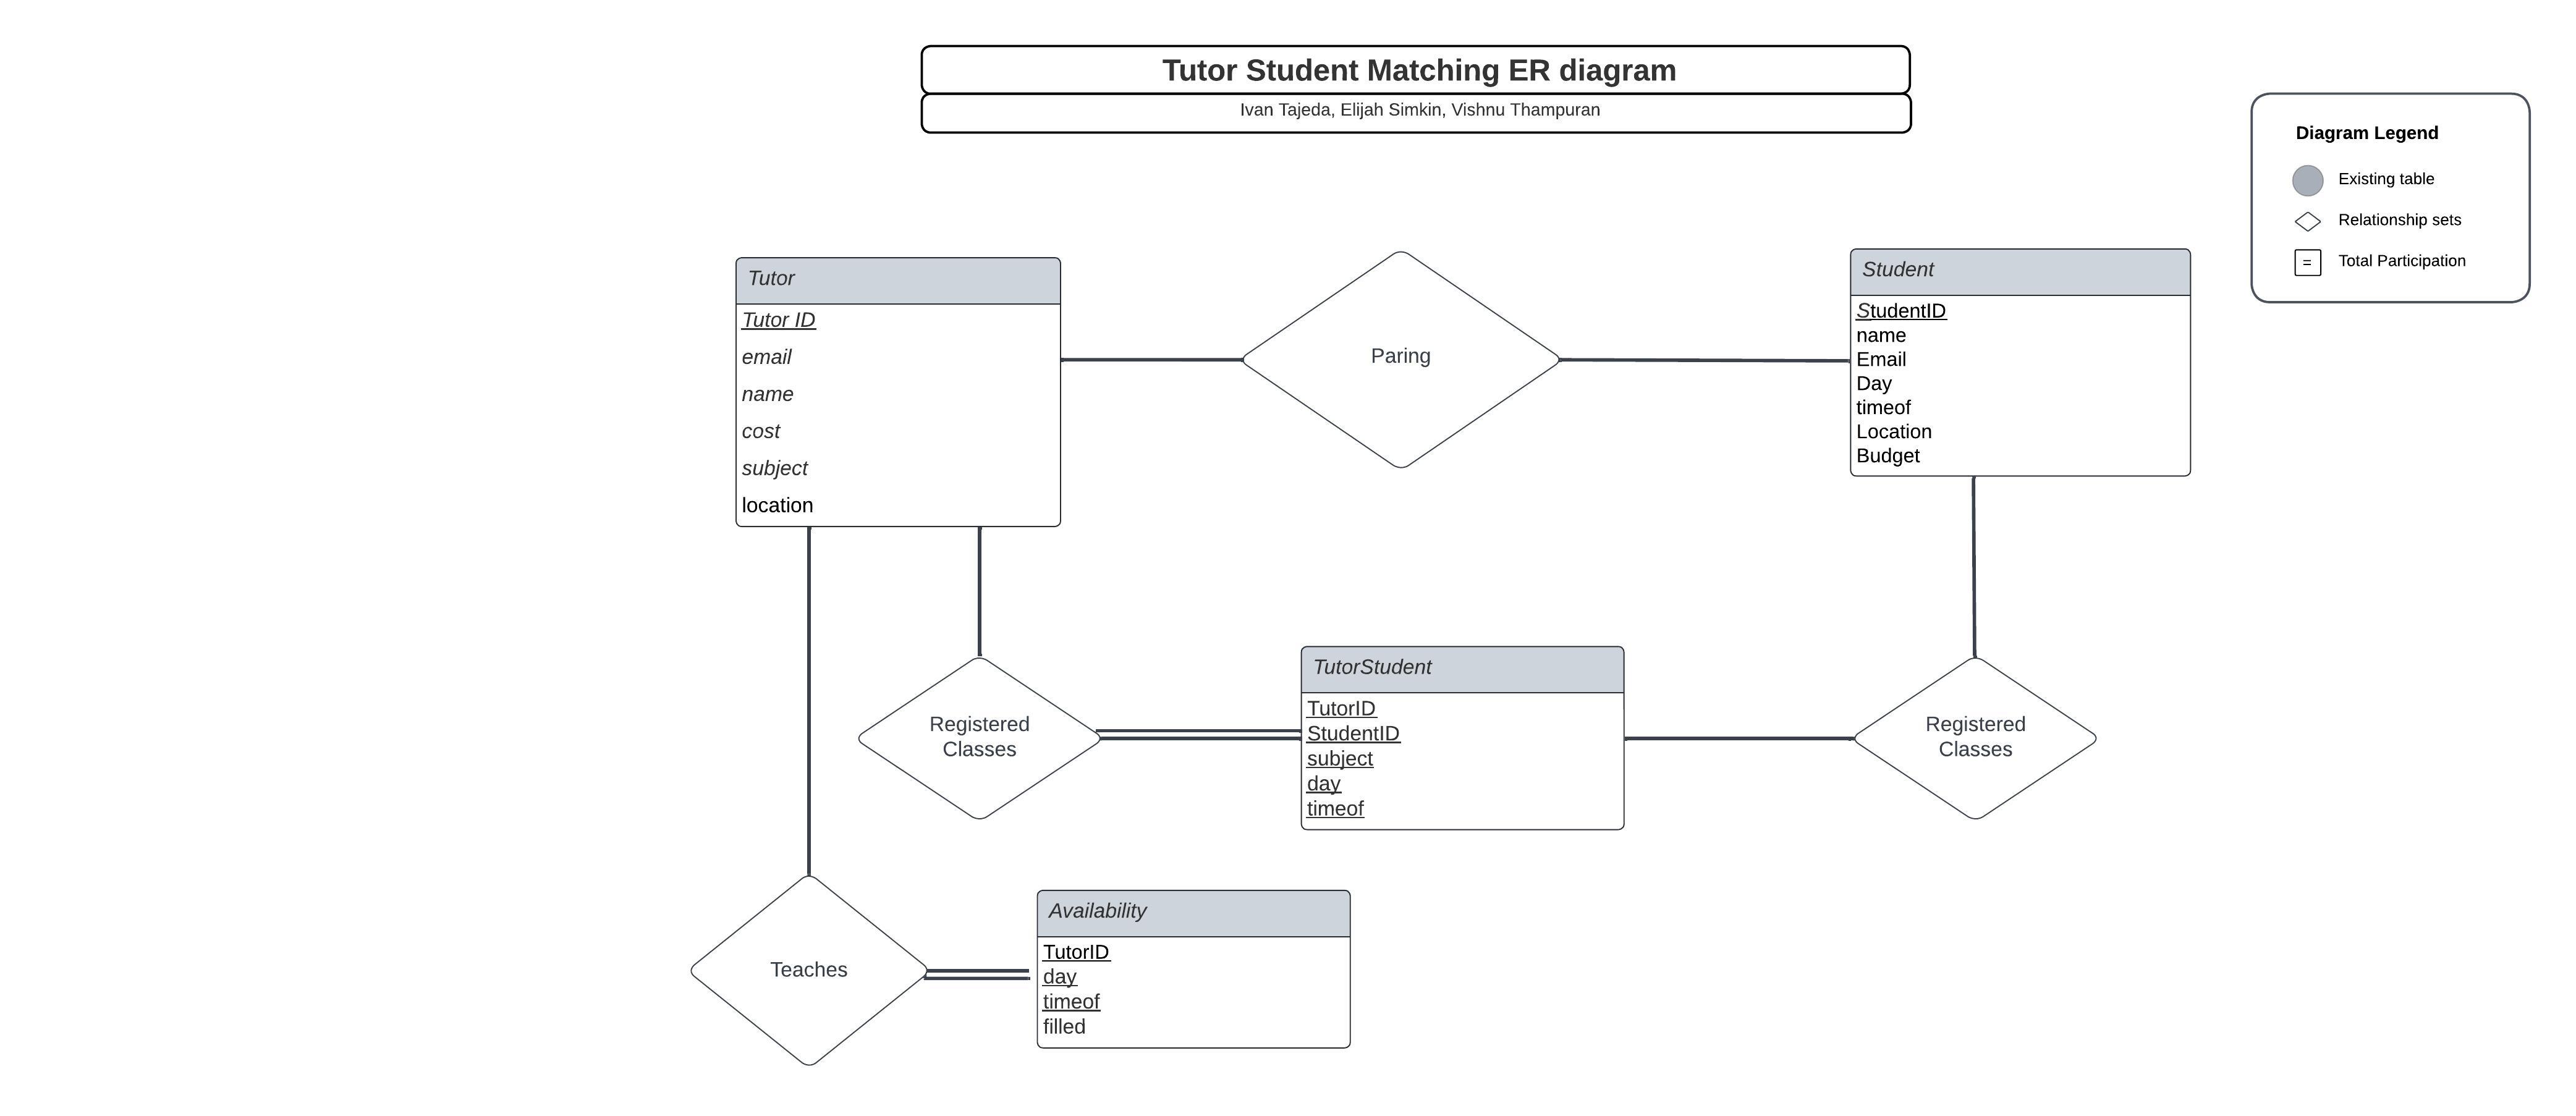 Tutor Student Matching ER diagram
Ivan Tajeda, Elijah Simkin, Vishnu Thampuran
Diagram Legend
Existing table
Relationship sets
=
Total Participation
Tutor
Tutor ID
email
name
cost
subject
location
Paring
Student
StudentID
name
Email
Day
timeof
Location
Budget
Registered
Classes
TutorStudent
TutorID
StudentID
subject
day
timeof
Registered
Classes
Teaches
Availability
TutorID
day
timeof
filled